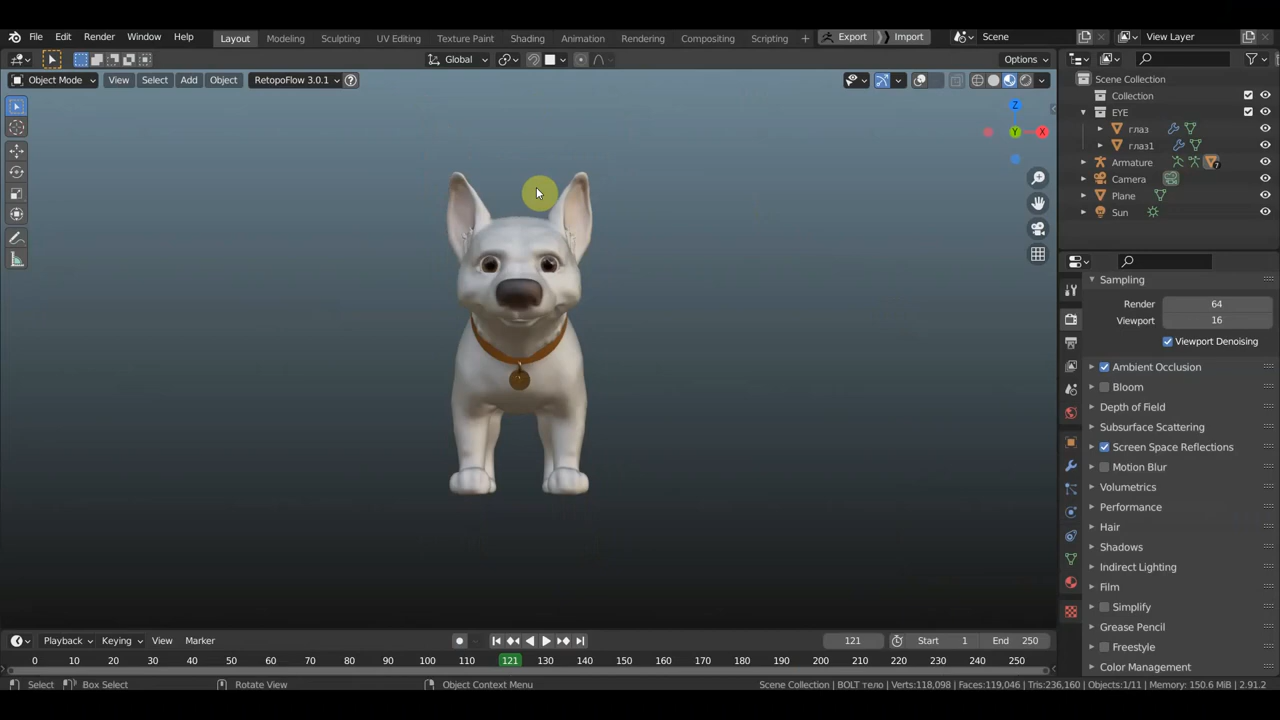 File Edit Render Window Help Layout Modeling Sculpting UV Editing Texture Paint Shading Animation Rendering Compositing Scripting + Export Import Scene View Layer
Global Options
Object Mode View Select Add Object RetopoFlow 3.0.1
Z
Y X
Scene Collection
Collection
EYE
глаз
глаз1
Armature 7
Camera
Plane
Sun
Sampling
Render 64
Viewport 16
Viewport Denoising
Ambient Occlusion
Bloom
Depth of Field
Subsurface Scattering
Screen Space Reflections
Motion Blur
Volumetrics
Performance
Hair
Shadows
Indirect Lighting
Film
Simplify
Grease Pencil
Freestyle
Color Management
Playback Keying View Marker 121 Start 1 End 250
0 10 20 30 40 50 60 70 80 90 100 110 121 130 140 150 160 170 180 190 200 210 220 230 240 250
Select Box Select Rotate View Object Context Menu Scene Collection | BOLT тело | Verts:118,098 | Faces:119,046 | Tris:236,160 | Objects:1/11 | Memory: 150.6 MiB | 2.91.2